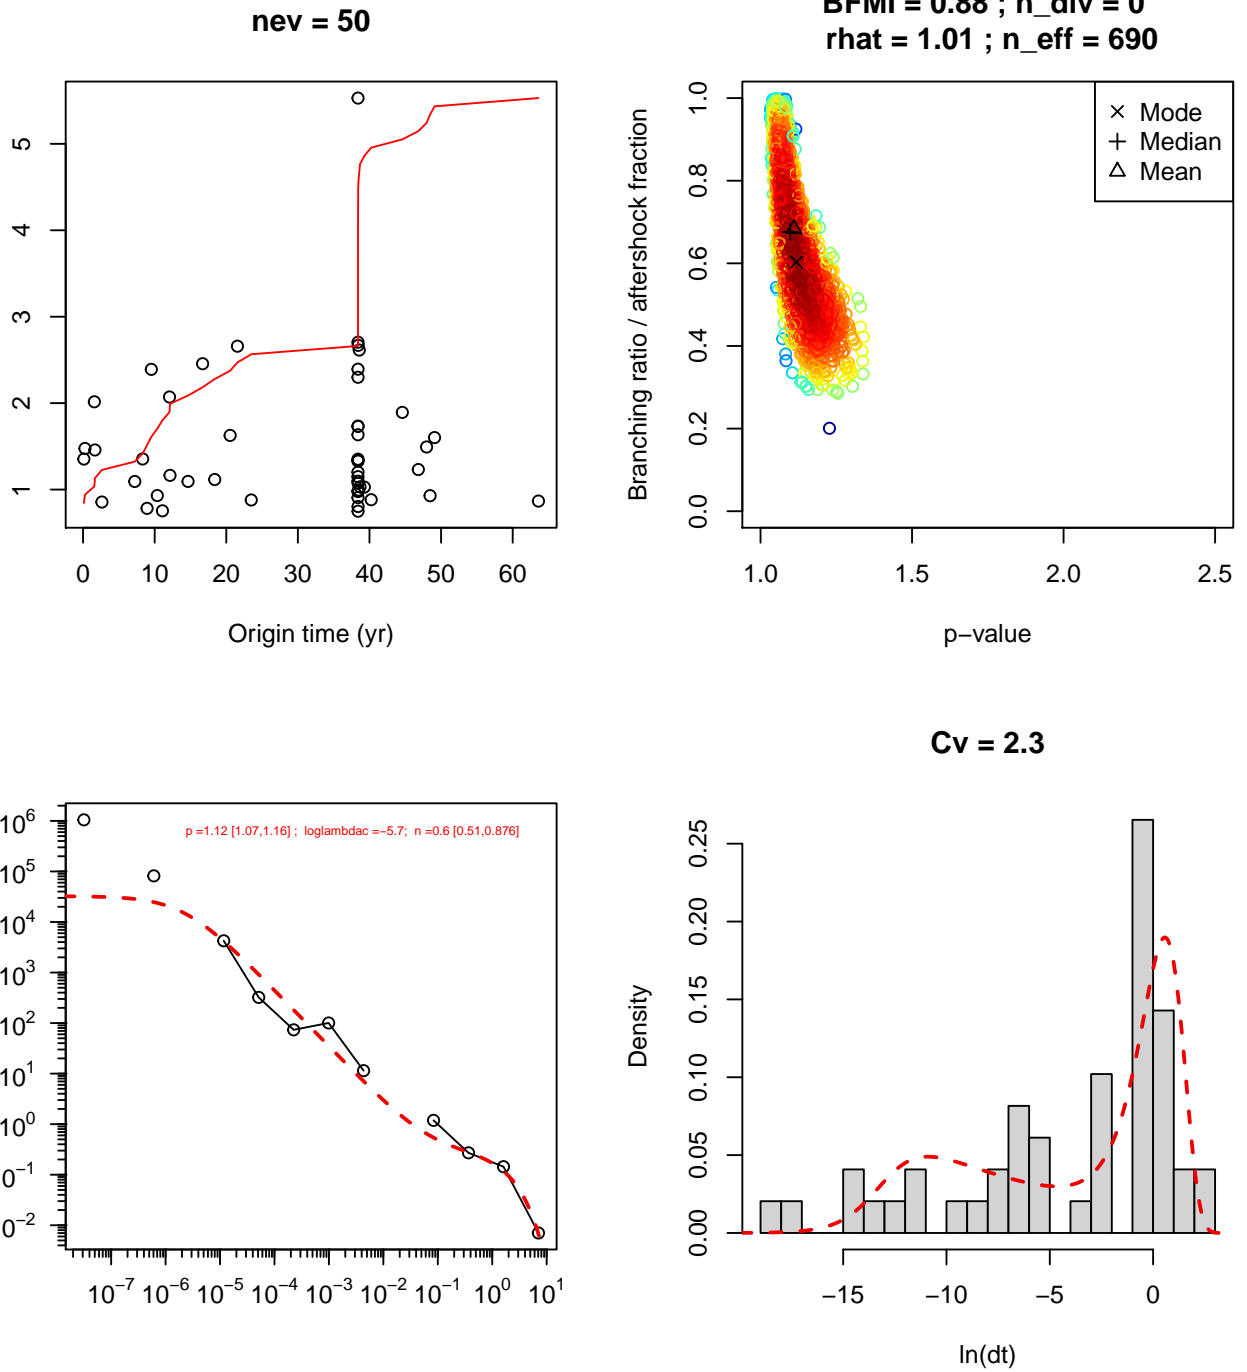 nev = 50
BFMI = 0.88 ; n_div = 0
rhat = 1.01 ; n_eff = 690
5
4
3
2
1
0 10 20 30 40 50 60
Origin time (yr)
Branching ratio / aftershock fraction
1.0
0.8
0.6
0.4
0.2
0.0
Mode
Median
Mean
1.0 1.5 2.0 2.5
p−value
p =1.12 [1.07,1.16] ; loglambdac =−5.7; n =0.6 [0.51,0.876]
10^6
10^5
10^4
10^3
10^2
10^1
10^0
10^−1
10^−2
10^−7 10^−6 10^−5 10^−4 10^−3 10^−2 10^−1 10^0 10^1
Cv = 2.3
Density
0.25
0.20
0.15
0.10
0.05
0.00
−15 −10 −5 0
ln(dt)